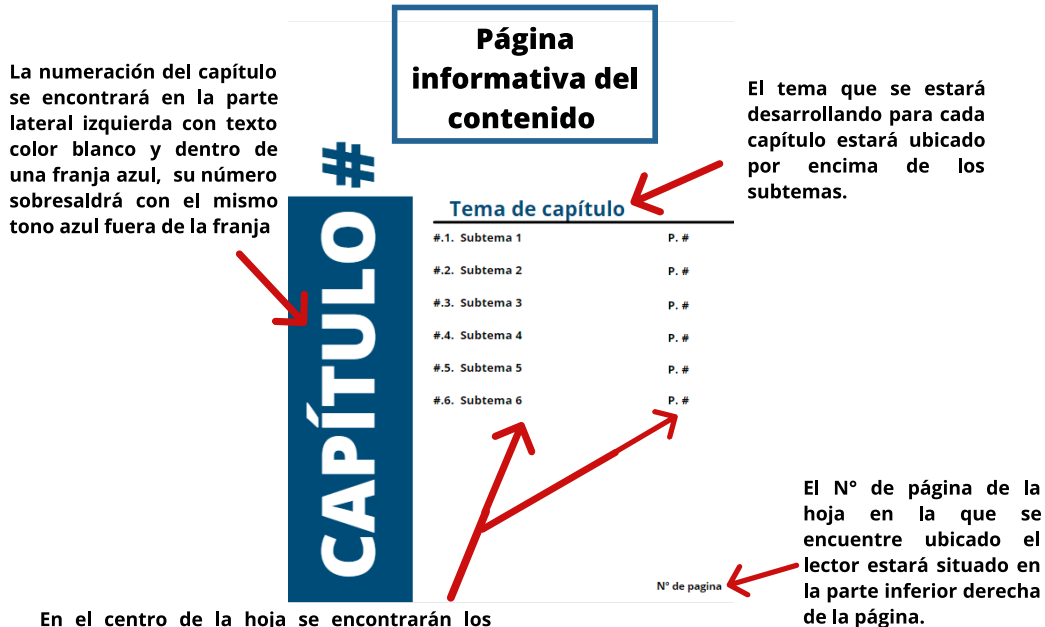 Página
informativa del
contenido
La numeración del capítulo
se encontrará en la parte
lateral izquierda con texto
color blanco y dentro de
una franja azul, su número
sobresaldrá con el mismo
tono azul fuera de la franja
El tema que se estará
desarrollando para cada
capítulo estará ubicado
por encima de los
subtemas.
CAPÍTULO #
Tema de capítulo
#.1. Subtema 1 P. #
#.2. Subtema 2 P. #
#.3. Subtema 3 P. #
#.4. Subtema 4 P. #
#.5. Subtema 5 P. #
#.6. Subtema 6 P. #
El N° de página de la
hoja en la que se
encuentre ubicado el
lector estará situado en
la parte inferior derecha
de la página.
N° de pagina
En el centro de la hoja se encontrarán los